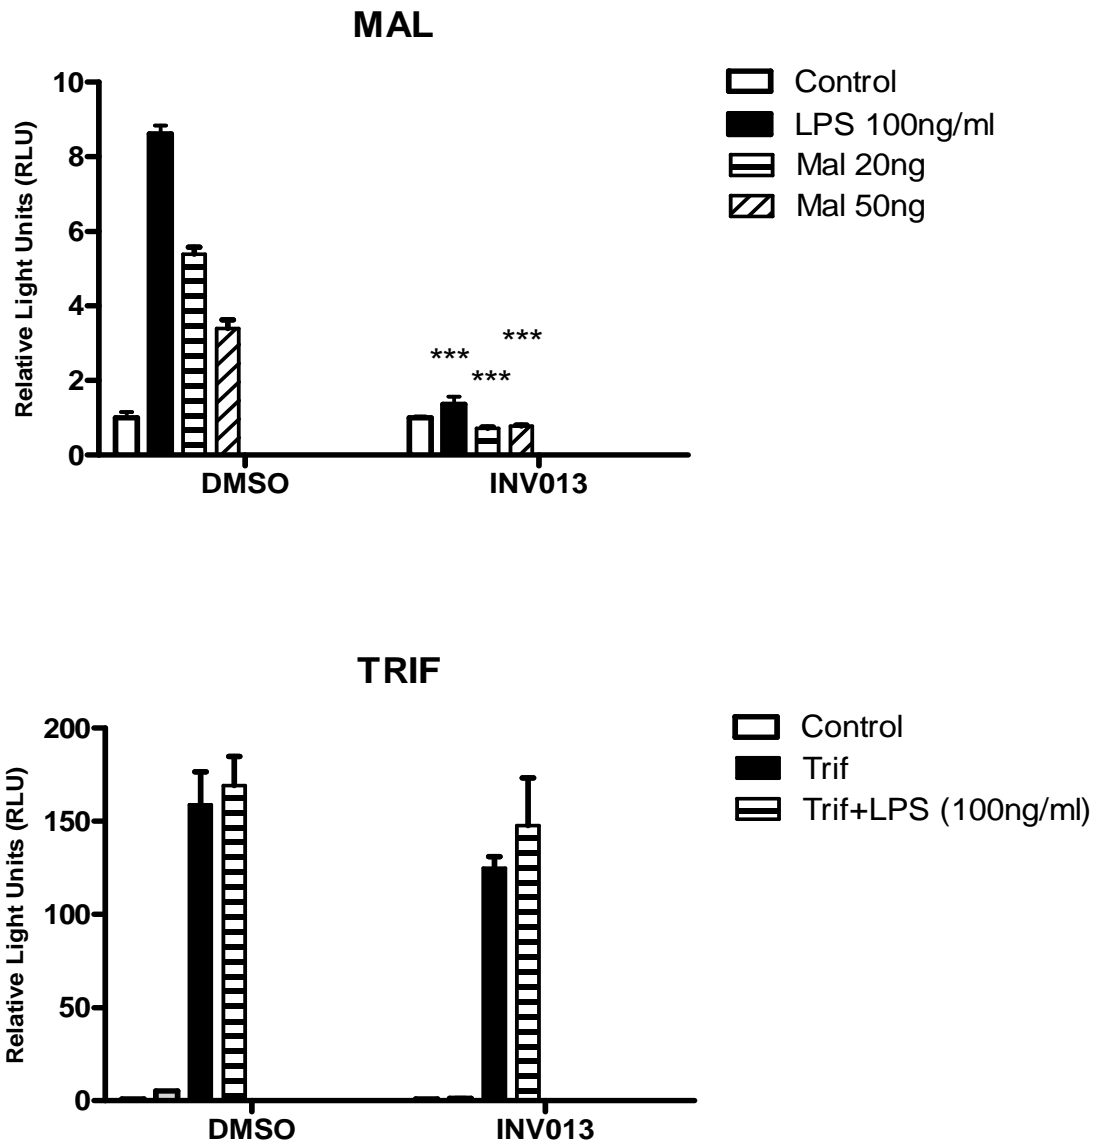 MAL
Relative Light Units (RLU)
10
8
6
4
2
0
***
***
***
DMSO
INV013
Control
LPS 100ng/ml
Mal 20ng
Mal 50ng
TRIF
Relative Light Units (RLU)
200
150
100
50
0
DMSO
INV013
Control
Trif
Trif+LPS (100ng/ml)